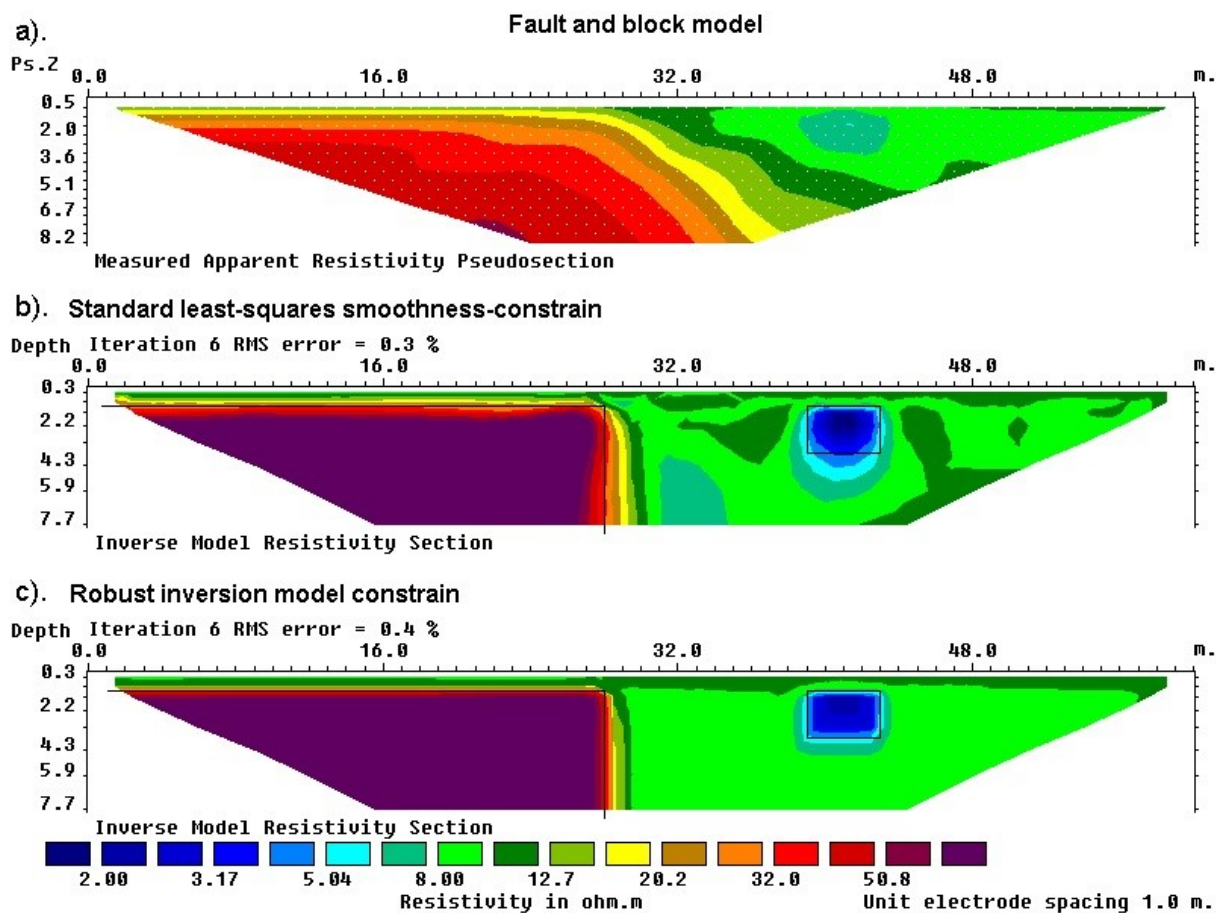 a).
Fault and block model
Ps.Z 0.0 16.0 32.0 48.0 m.
0.5
2.0
3.6
5.1
6.7
8.2
Measured Apparent Resistivity Pseudosection
b). Standard least-squares smoothness-constrain
Depth Iteration 6 RMS error = 0.3 %
0.0 16.0 32.0 48.0 m.
0.3
2.2
4.3
5.9
7.7
Inverse Model Resistivity Section
c). Robust inversion model constrain
Depth Iteration 6 RMS error = 0.4 %
0.0 16.0 32.0 48.0 m.
0.3
2.2
4.3
5.9
7.7
Inverse Model Resistivity Section
2.00 3.17 5.04 8.00 12.7 20.2 32.0 50.8
Resistivity in ohm.m Unit electrode spacing 1.0 m.